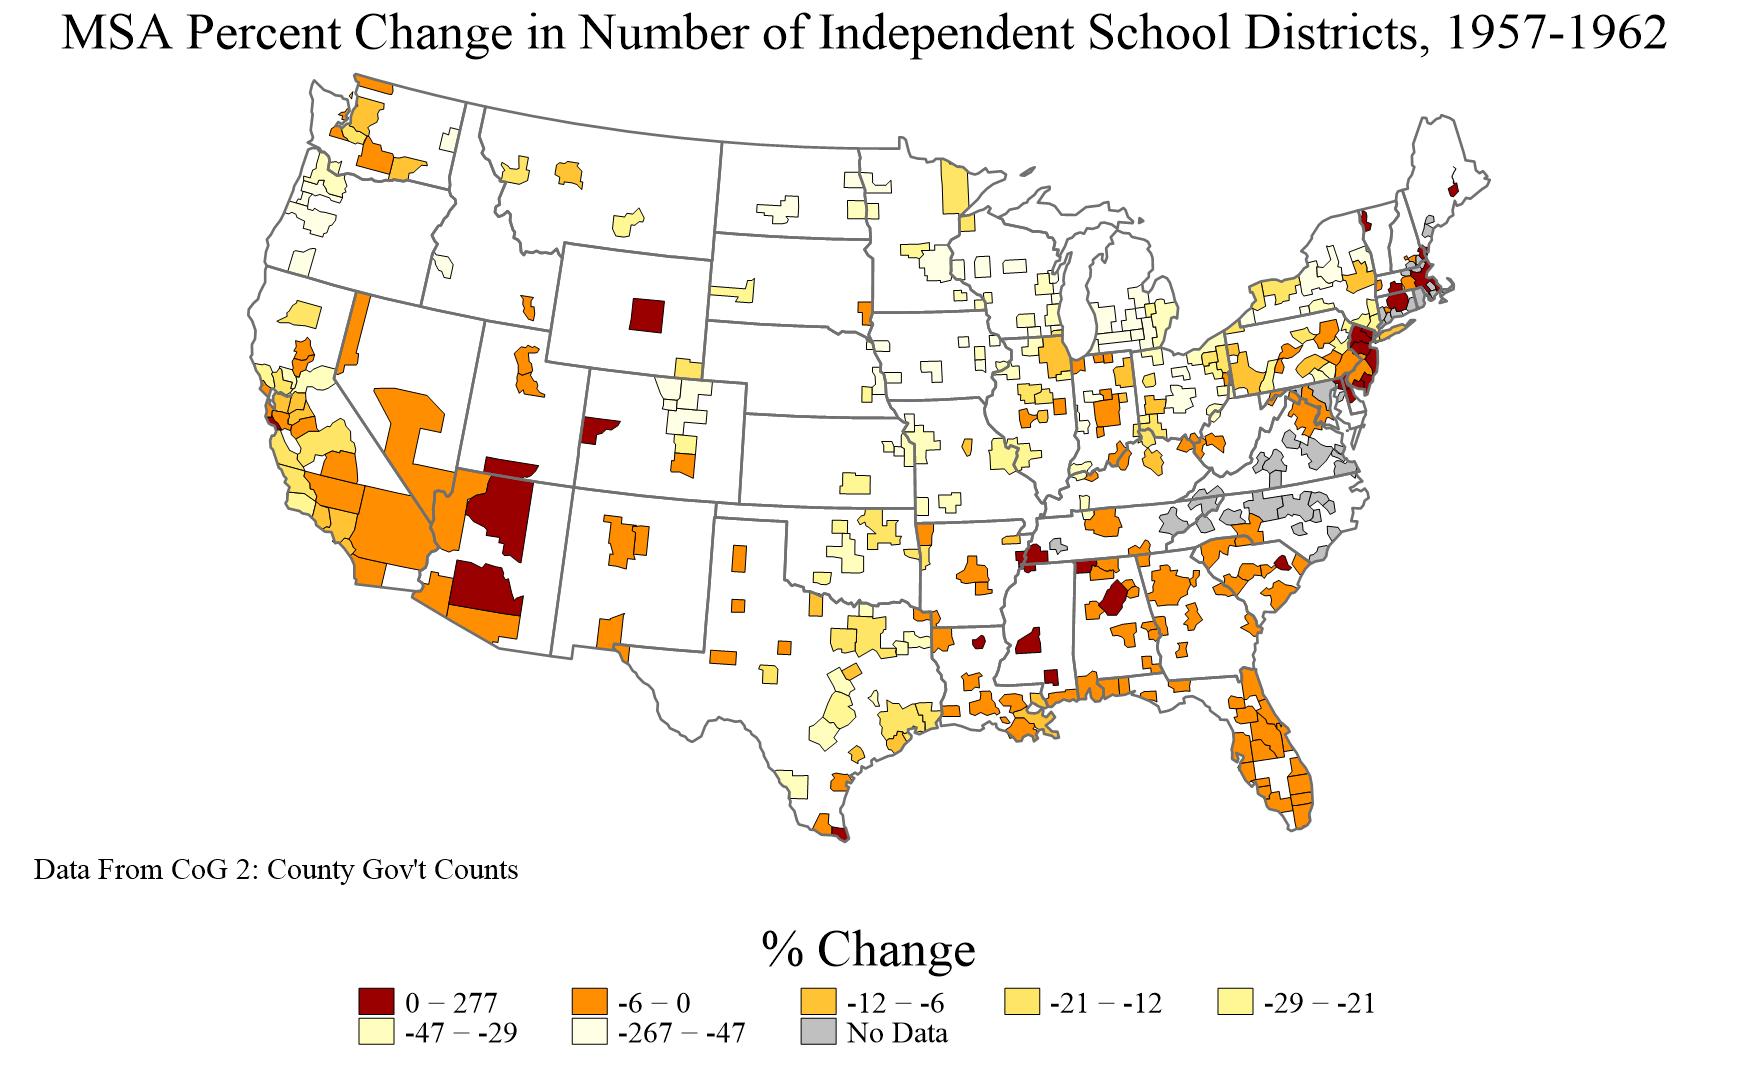 MSA Percent Change in Number of Independent School Districts, 1957-1962
Data From CoG 2: County Gov't Counts
% Change
0 − 277
-6 − 0
-12 − -6
-21 − -12
-29 − -21
-47 − -29
-267 − -47
No Data